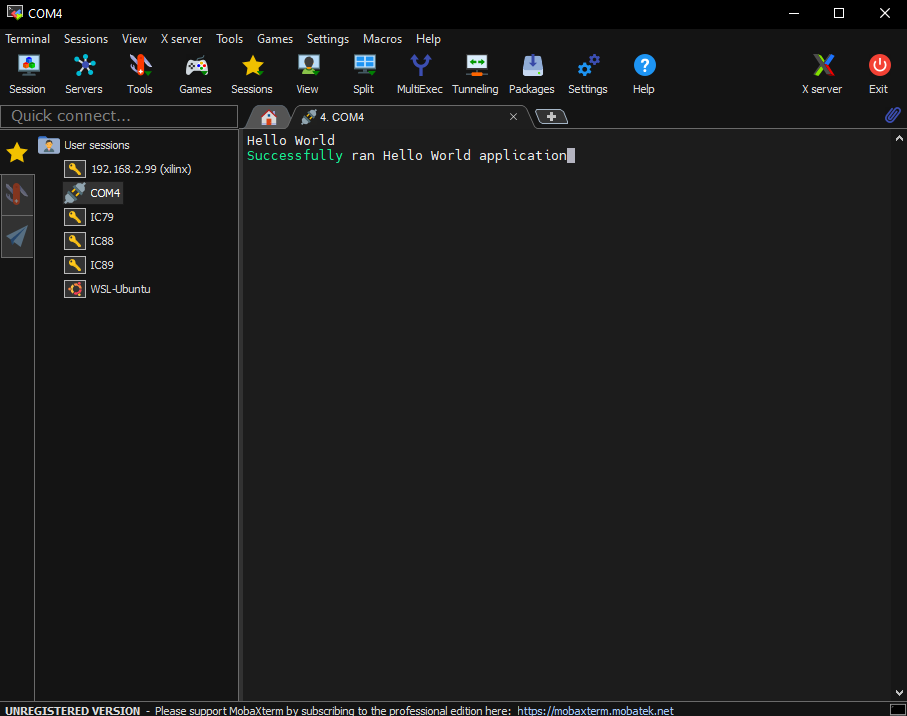 COM4
Terminal Sessions View X server Tools Games Settings Macros Help
Session Servers Tools Games Sessions View Split MultiExec Tunneling Packages Settings Help X server Exit
Quick connect...
4. COM4
User sessions
192.168.2.99 (xilinx)
COM4
IC79
IC88
IC89
WSL-Ubuntu
Hello World
Successfully ran Hello World application
UNREGISTERED VERSION - Please support MobaXterm by subscribing to the professional edition here: https://mobaxterm.mobatek.net